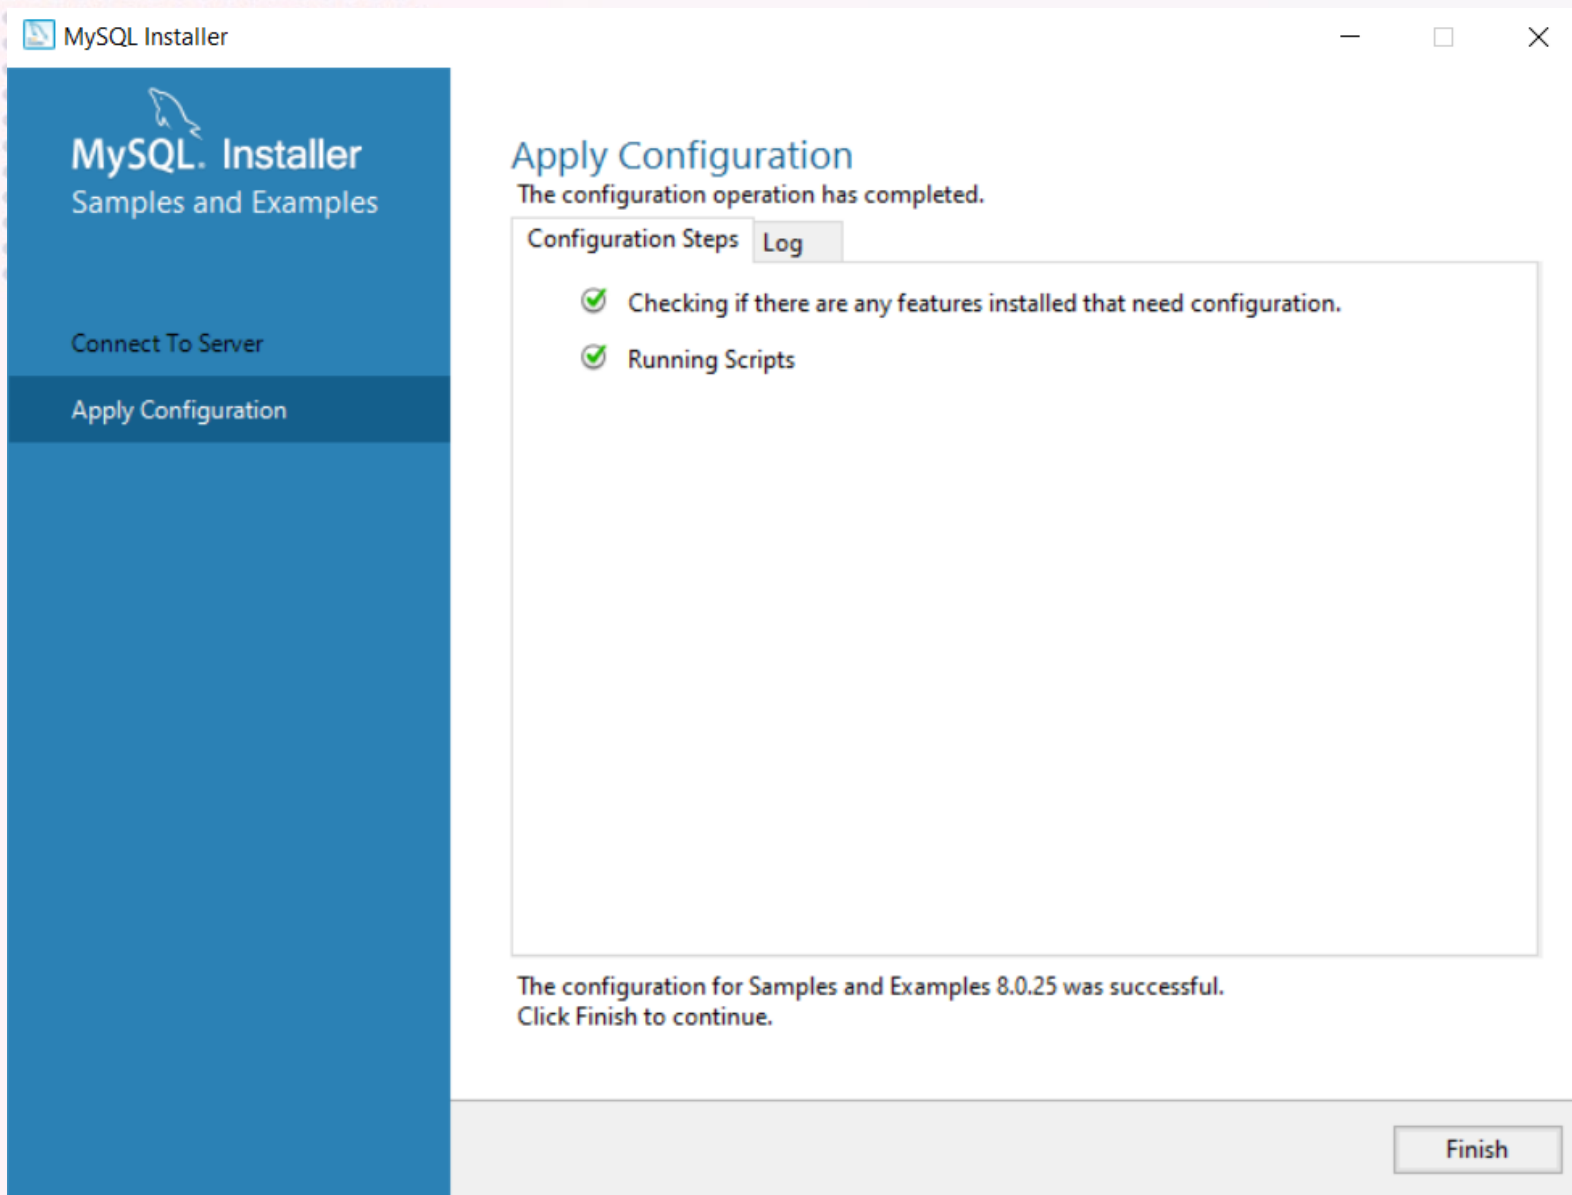 MySQL Installer
MySQL. Installer
Samples and Examples
Connect To Server
Apply Configuration
Apply Configuration
The configuration operation has completed.
Configuration Steps
Log
Checking if there are any features installed that need configuration.
Running Scripts
The configuration for Samples and Examples 8.0.25 was successful.
Click Finish to continue.
Finish